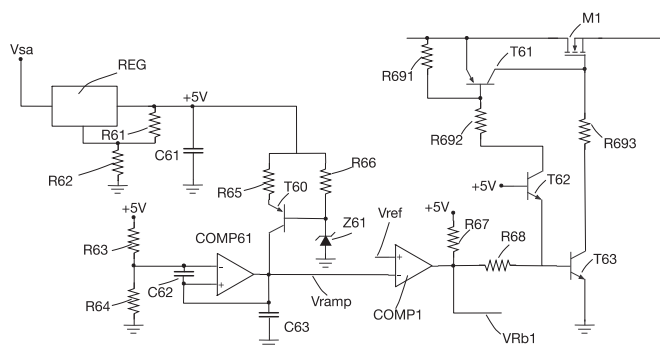 M1
Vsa
REG
T61
R691
+5V
R61
R692
R693
R62
C61
R66
R65
T60
+5V
T62
+5V
Z61
+5V
R67
R63
COMP61
Vref
R68
T63
-
+
+
-
R64
C62
Vramp
COMP1
C63
VRb1